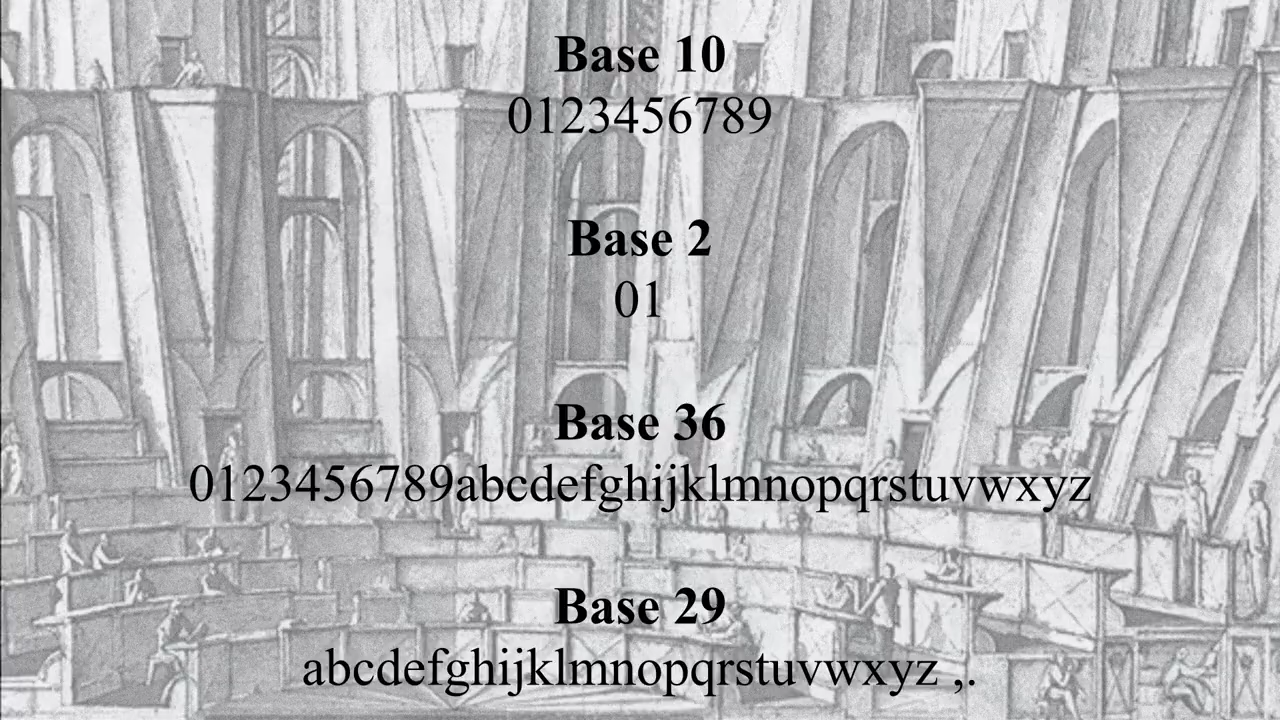 Base 10
0123456789
Base 2
01
Base 36
0123456789abcdefghijklmnopqrstuvwxyz
Base 29
abcdefghijklmnopqrstuvwxyz ,.